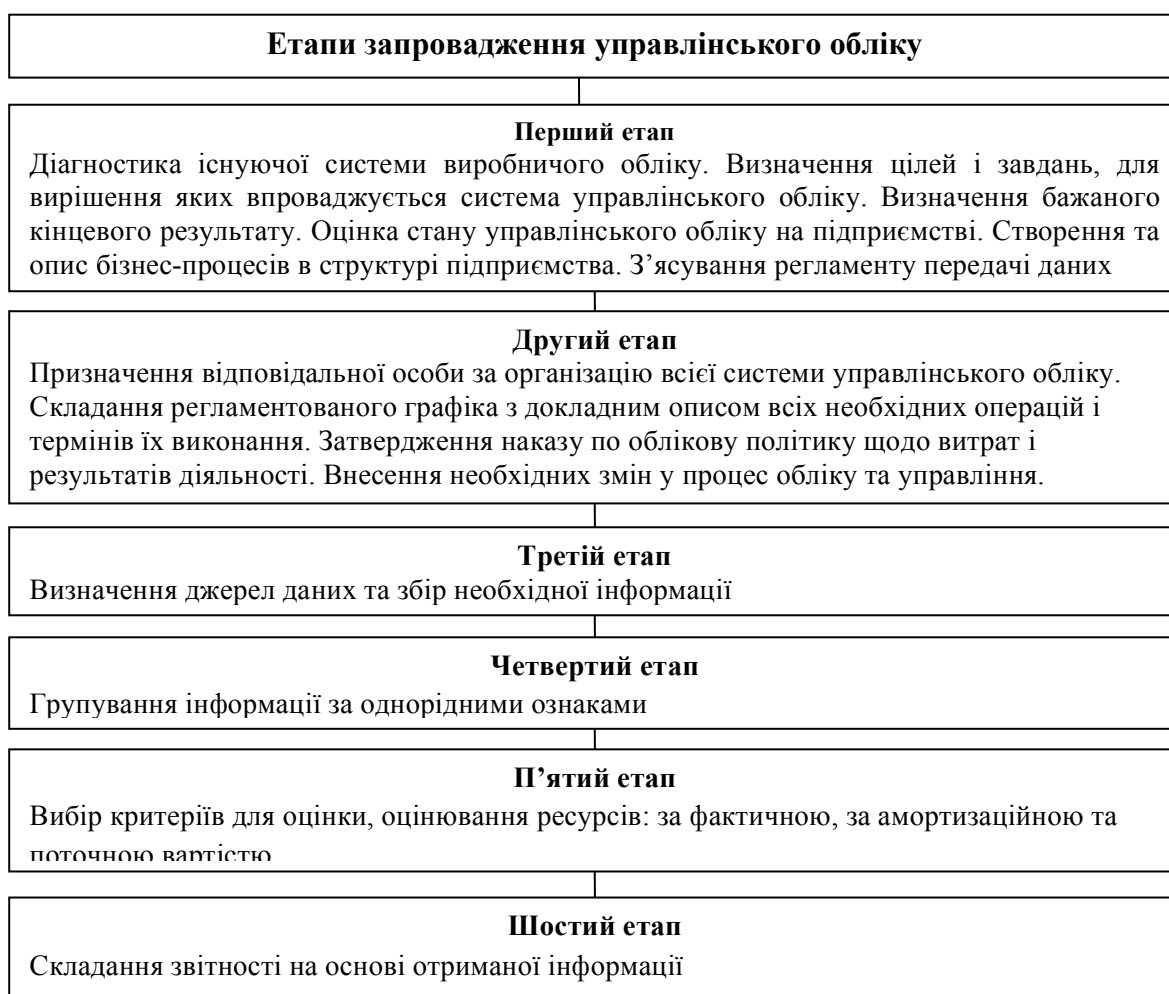 Етапи запровадження управлінського обліку
Перший етап
Діагностика існуючої системи виробничого обліку. Визначення цілей і завдань, для
вирішення яких впроваджується система управлінського обліку. Визначення бажаного
кінцевого результату. Оцінка стану управлінського обліку на підприємстві. Створення та
опис бізнес-процесів в структурі підприємства. З’ясування регламенту передачі даних
Другий етап
Призначення відповідальної особи за організацію всієї системи управлінського обліку.
Складання регламентованого графіка з докладним описом всіх необхідних операцій і
термінів їх виконання. Затвердження наказу по облікову політику щодо витрат і
результатів діяльності. Внесення необхідних змін у процес обліку та управління.
Третій етап
Визначення джерел даних та збір необхідної інформації
Четвертий етап
Групування інформації за однорідними ознаками
П’ятий етап
Вибір критеріїв для оцінки, оцінювання ресурсів: за фактичною, за амортизаційною та
поточною вартістю
Шостий етап
Складання звітності на основі отриманої інформації